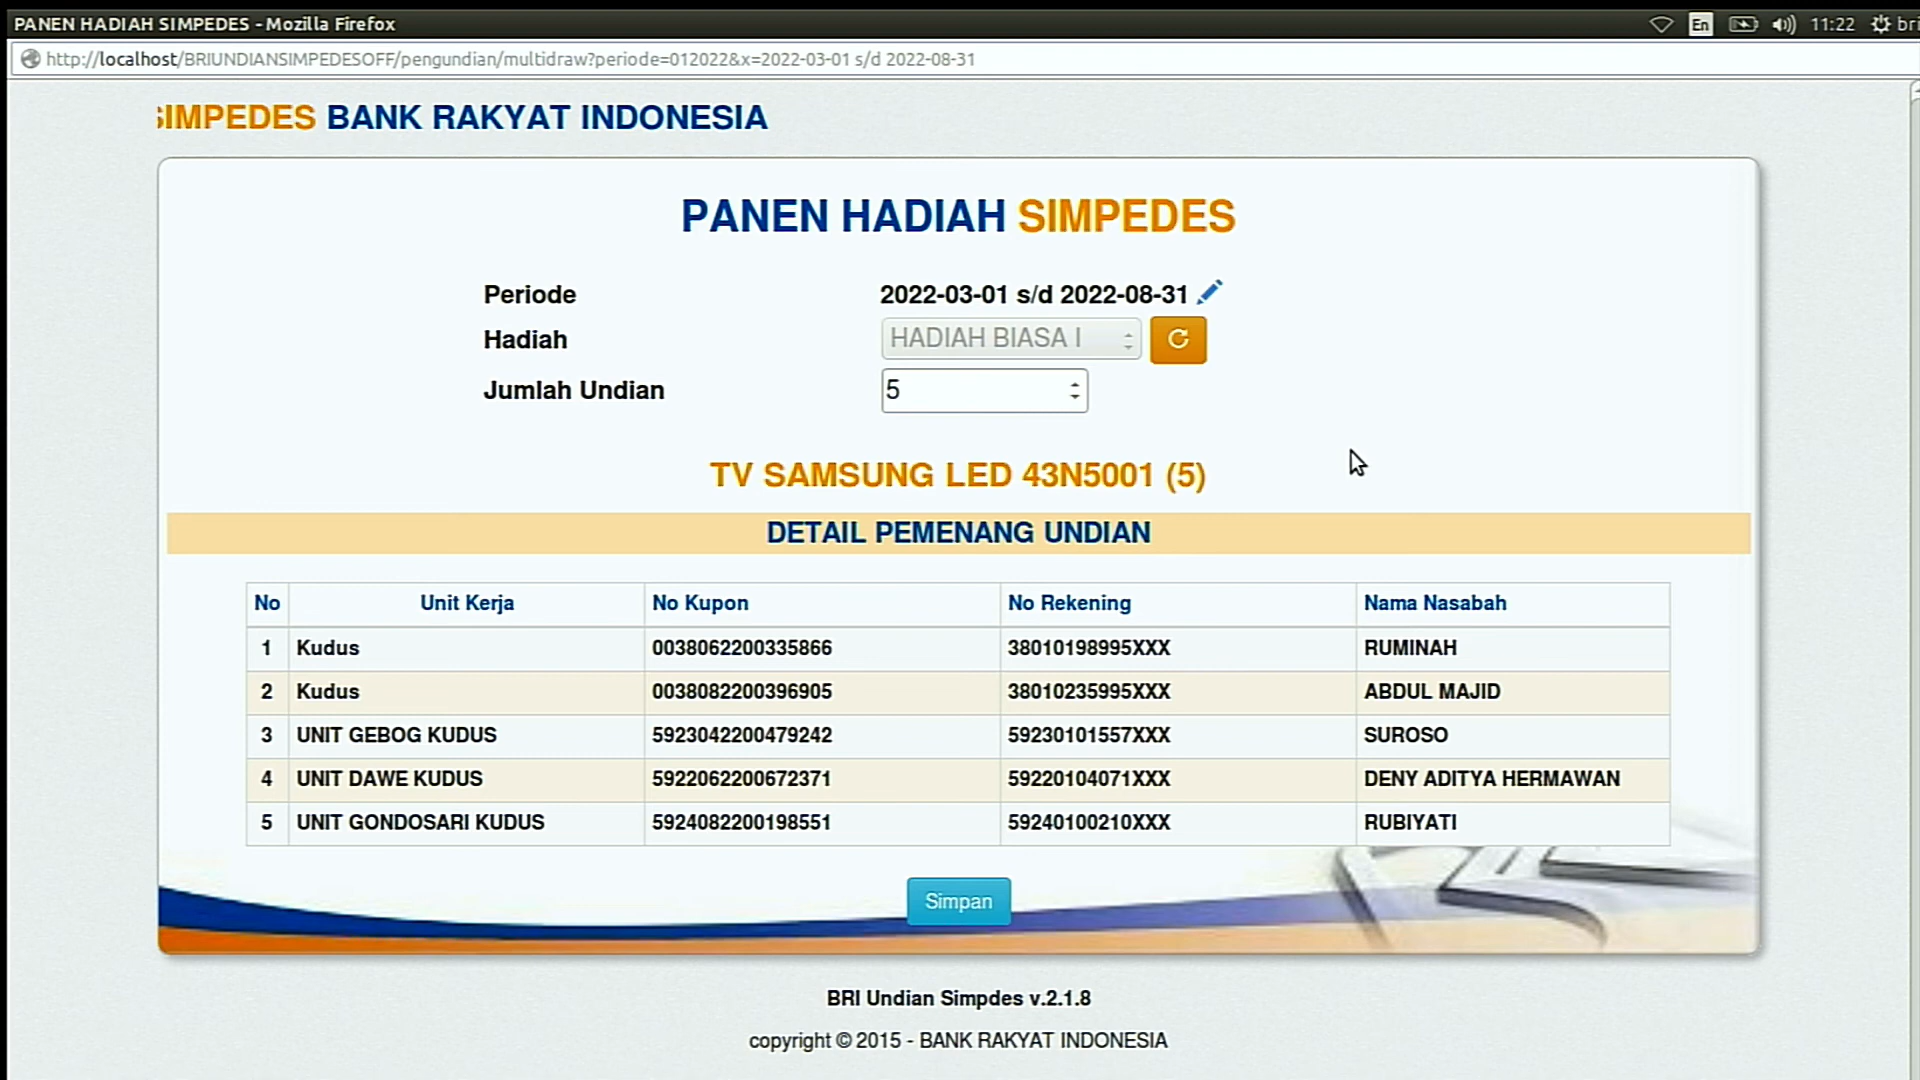 PANEN HADIAH SIMPEDES - Mozilla Firefox
En
11:22
bri
http://localhost/BRIUNDIANSIMPEDESOFF/pengundian/multidraw?periode=012022&x=2022-03-01 s/d 2022-08-31
SIMPEDES BANK RAKYAT INDONESIA
PANEN HADIAH SIMPEDES
Periode 2022-03-01 s/d 2022-08-31
Hadiah HADIAH BIASA I
Jumlah Undian 5
TV SAMSUNG LED 43N5001 (5)
DETAIL PEMENANG UNDIAN
No Unit Kerja No Kupon No Rekening Nama Nasabah
1 Kudus 0038062200335866 38010198995XXX RUMINAH
2 Kudus 0038082200396905 38010235995XXX ABDUL MAJID
3 UNIT GEBOG KUDUS 5923042200479242 59230101557XXX SUROSO
4 UNIT DAWE KUDUS 5922062200672371 59220104071XXX DENY ADITYA HERMAWAN
5 UNIT GONDOSARI KUDUS 5924082200198551 59240100210XXX RUBIYATI
Simpan
BRI Undian Simpdes v.2.1.8
copyright © 2015 - BANK RAKYAT INDONESIA